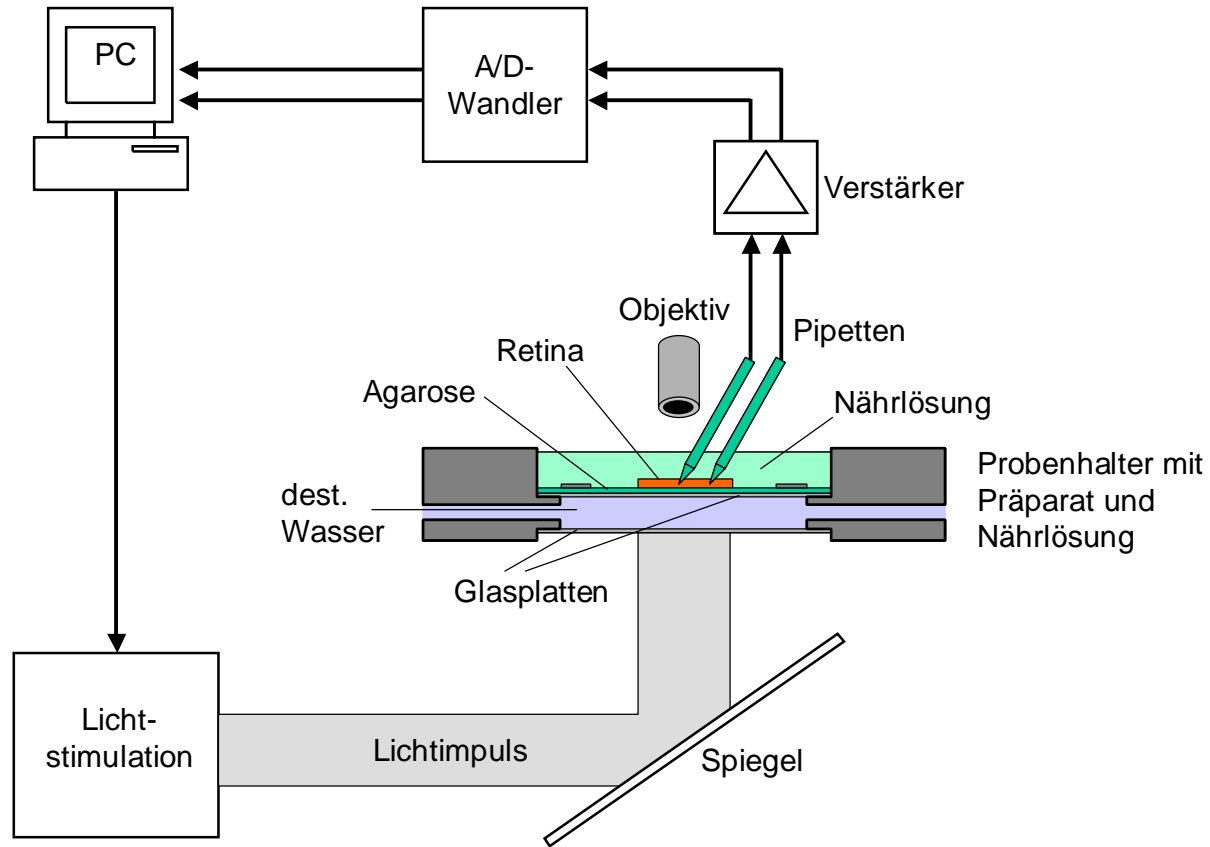 PC
A/D-
Wandler
Verstärker
Objektiv
Pipetten
Retina
Agarose
Nährlösung
dest.
Wasser
Probenhalter mit
Präparat und
Nährlösung
Glasplatten
Licht-
stimulation
Lichtimpuls
Spiegel